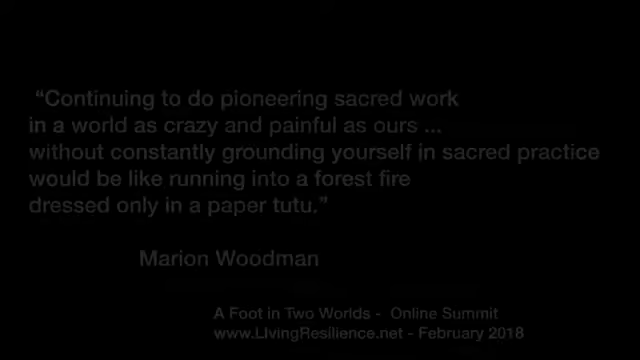 “Continuing to do pioneering sacred work
in a world as crazy and painful as ours ...
without constantly grounding yourself in sacred practice
would be like running into a forest fire
dressed only in a paper tutu.”
Marion Woodman
A Foot in Two Worlds - Online Summit
www.LivingResilience.net - February 2018